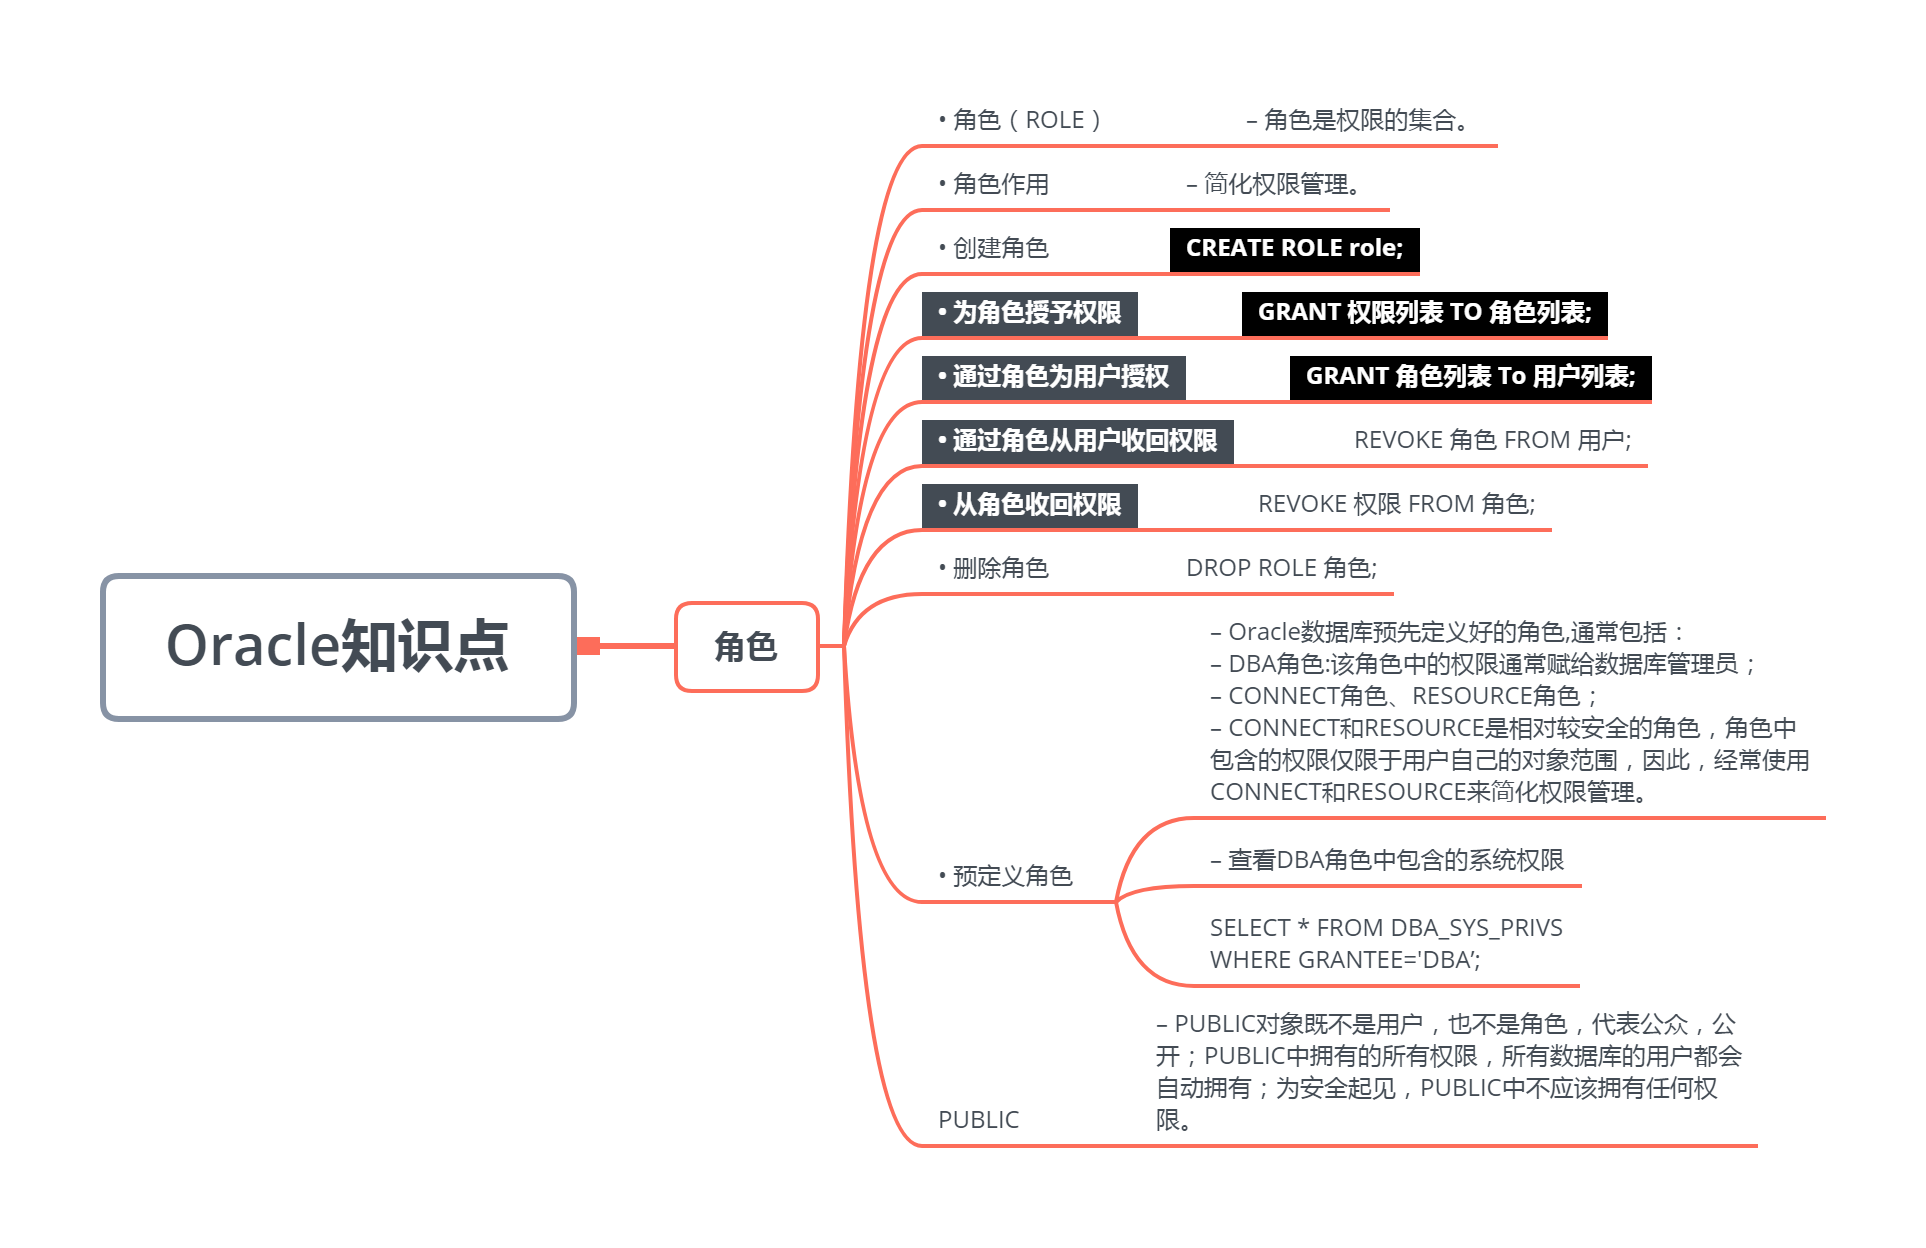 Oracle知识点
角色
• 角色（ROLE） – 角色是权限的集合。
• 角色作用 – 简化权限管理。
• 创建角色 CREATE ROLE role;
• 为角色授予权限 GRANT 权限列表 TO 角色列表;
• 通过角色为用户授权 GRANT 角色列表 To 用户列表;
• 通过角色从用户收回权限 REVOKE 角色 FROM 用户;
• 从角色收回权限 REVOKE 权限 FROM 角色;
• 删除角色 DROP ROLE 角色;
• 预定义角色
– Oracle数据库预先定义好的角色,通常包括：
– DBA角色:该角色中的权限通常赋给数据库管理员；
– CONNECT角色、RESOURCE角色；
– CONNECT和RESOURCE是相对较安全的角色，角色中
包含的权限仅限于用户自己的对象范围，因此，经常使用
CONNECT和RESOURCE来简化权限管理。
– 查看DBA角色中包含的系统权限
SELECT * FROM DBA_SYS_PRIVS
WHERE GRANTEE='DBA’;
PUBLIC
– PUBLIC对象既不是用户，也不是角色，代表公众，公
开；PUBLIC中拥有的所有权限，所有数据库的用户都会
自动拥有；为安全起见，PUBLIC中不应该拥有任何权
限。